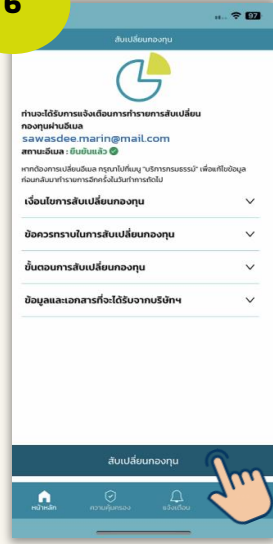 6
97
สับเปลี่ยนกองทุน
ท่านจะได้รับการแจ้งเตือนการทำรายการสับเปลี่ยน
กองทุนผ่านอีเมล
sawasdee.marin@mail.com
สถานะอีเมล : ยืนยันแล้ว
หากต้องการเปลี่ยนอีเมล กรุณาไปที่เมนู "บริการกรมธรรม์" เพื่อแก้ไขข้อมูล
ก่อนกลับมาทำรายการอีกครั้งในวันทำการถัดไป
เงื่อนไขการสับเปลี่ยนกองทุน
ข้อควรทราบในการสับเปลี่ยนกองทุน
ขั้นตอนการสับเปลี่ยนกองทุน
ข้อมูลและเอกสารที่จะได้รับจากบริษัทฯ
สับเปลี่ยนกองทุน
หน้าหลัก
ความคุ้มครอง
แจ้งเตือน